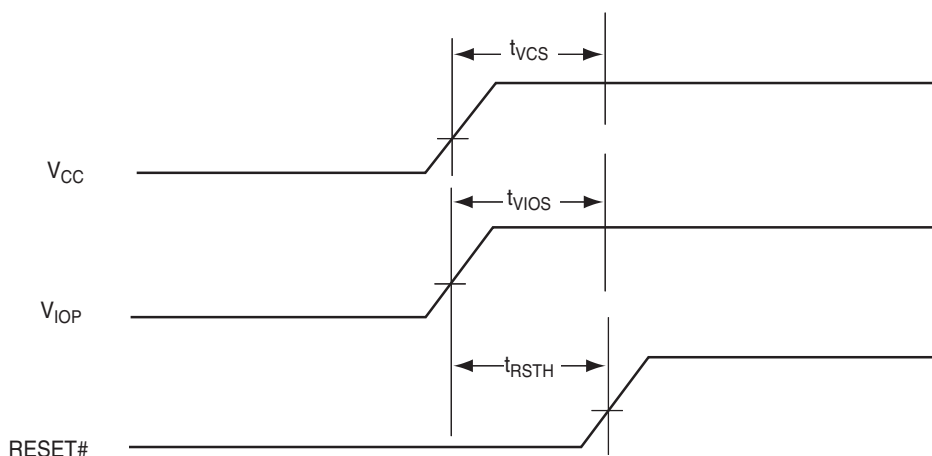 tVCS
VCC
tVIOS
VIOP
tRSTH
RESET#